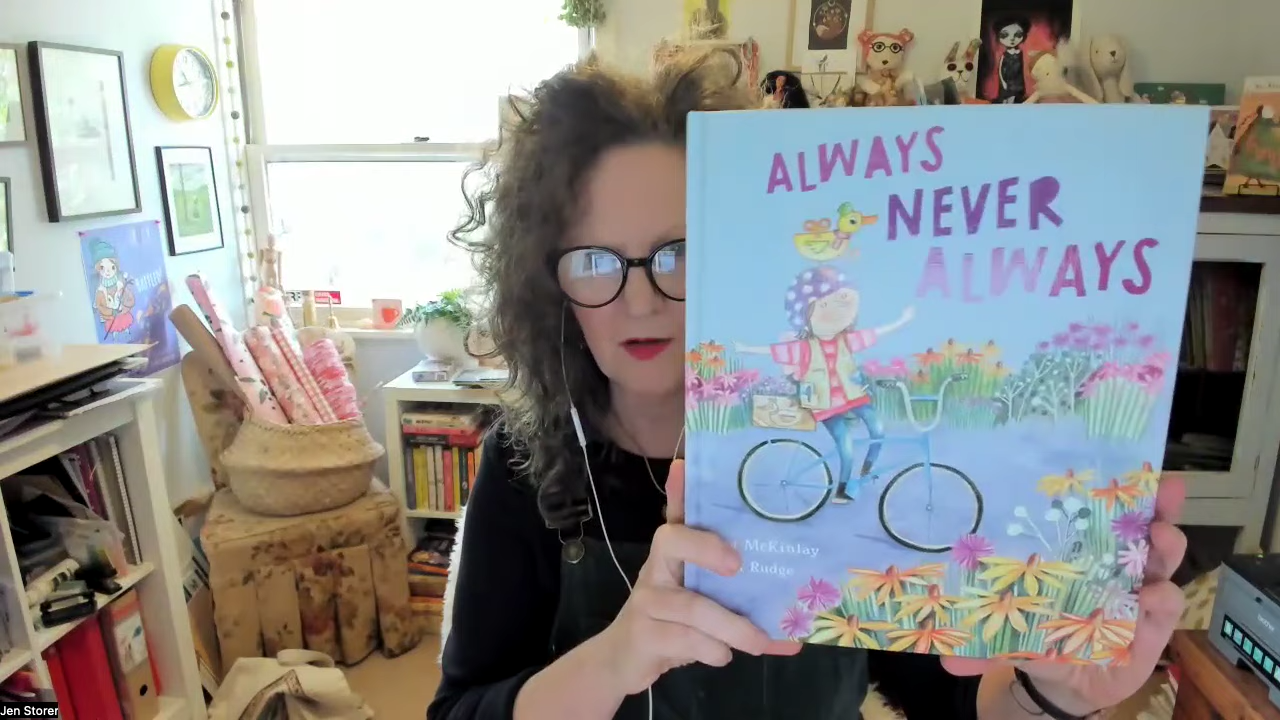 ALWAYS
NEVER
ALWAYS
McKinlay
Rudge
Jen Storer